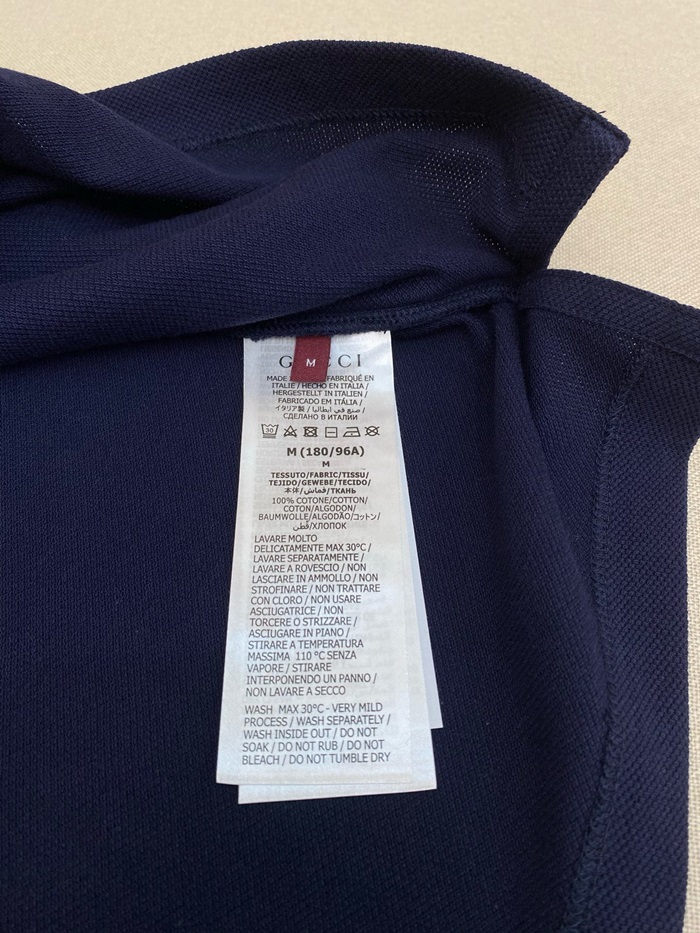 G CCI
M
MADE FABRIQUÉ EN
ITALIE / HECHO EN ITALIA /
HERGESTELLT IN ITALIEN /
FABRICADO EM ITÁLIA /
イタリア製 / صنع في ايطاليا /
СДЕЛАНО В ИТАЛИИ
30
M (180/96A)
M
TESSUTO/FABRIC/TISSU/
TEJIDO/GEWEBE/TECIDO/
本体/قماش/ТКАНЬ
100% COTONE/COTTON/
COTON/ALGODON/
BAUMWOLLE/ALGODÃO/コットン/
قطن/ХЛОПОК
LAVARE MOLTO
DELICATAMENTE MAX 30°C /
LAVARE SEPARATAMENTE /
LAVARE A ROVESCIO / NON
LASCIARE IN AMMOLLO / NON
STROFINARE / NON TRATTARE
CON CLORO / NON USARE
ASCIUGATRICE / NON
TORCERE O STRIZZARE /
ASCIUGARE IN PIANO /
STIRARE A TEMPERATURA
MASSIMA 110 °C SENZA
VAPORE / STIRARE
INTERPONENDO UN PANNO /
NON LAVARE A SECCO
WASH MAX 30°C - VERY MILD
PROCESS / WASH SEPARATELY /
WASH INSIDE OUT / DO NOT
SOAK / DO NOT RUB / DO NOT
BLEACH / DO NOT TUMBLE DRY